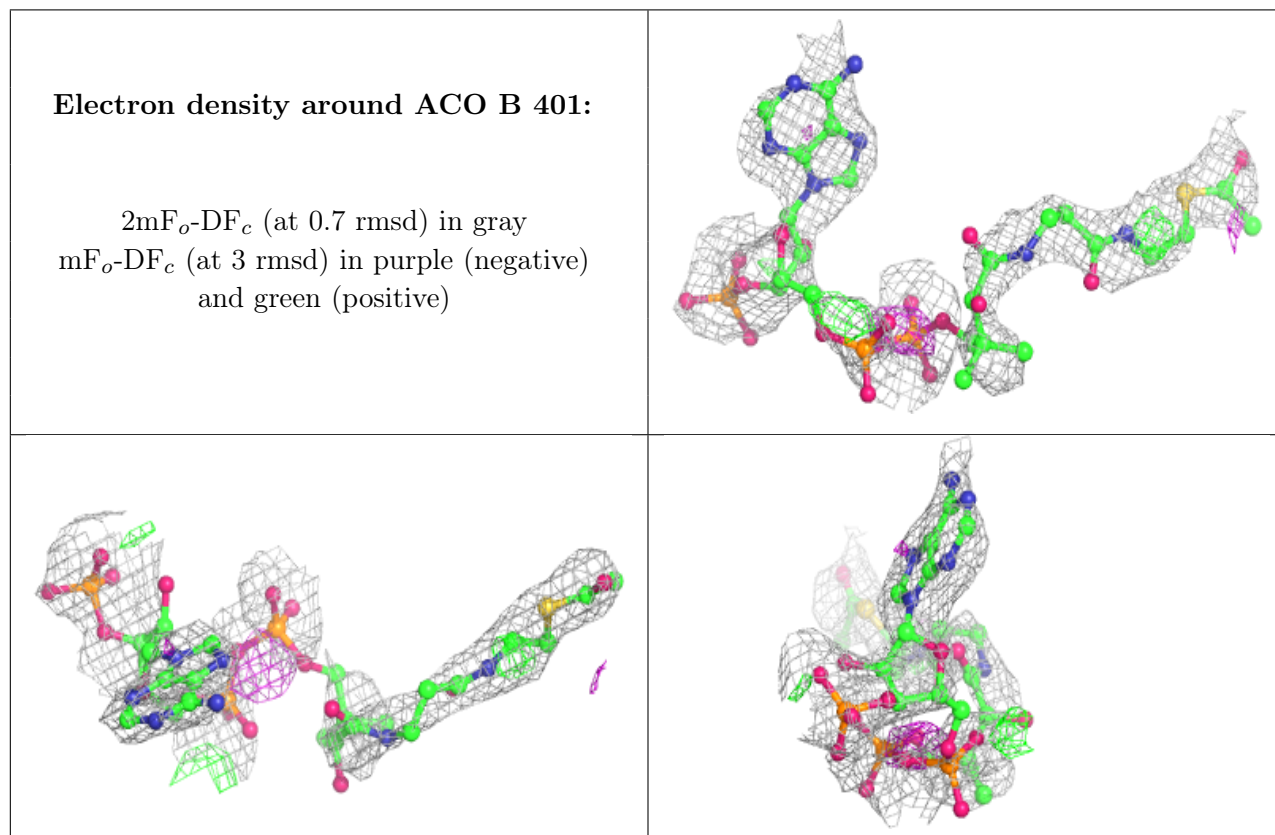 Electron density around ACO B 401:
2mFo-DFc (at 0.7 rmsd) in gray
mFo-DFc (at 3 rmsd) in purple (negative)
and green (positive)